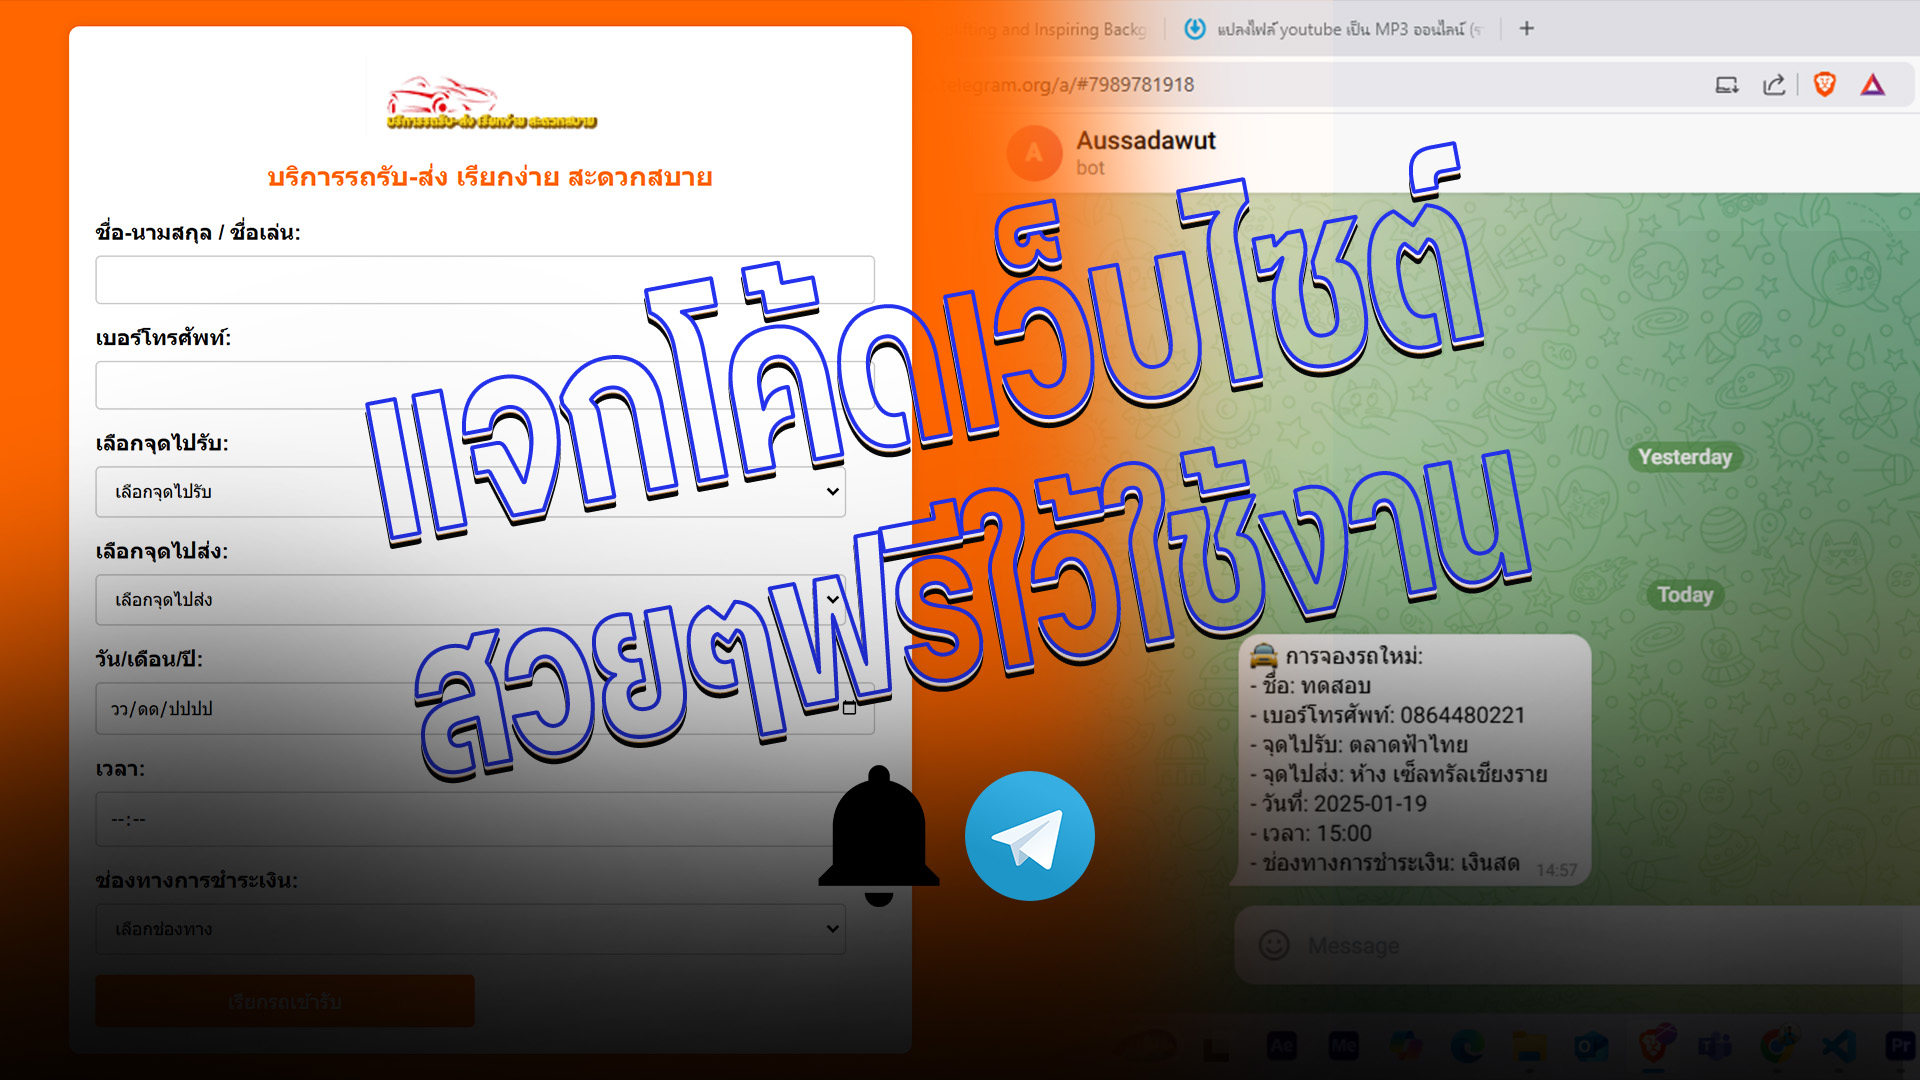 บริการรถรับ-ส่ง เรียกง่าย สะดวกสบาย
บริการรถรับ-ส่ง เรียกง่าย สะดวกสบาย
ชื่อ-นามสกุล / ชื่อเล่น:
เบอร์โทรศัพท์:
เลือกจุดไปรับ:
เลือกจุดไปรับ
เลือกจุดไปส่ง:
เลือกจุดไปส่ง
วัน/เดือน/ปี:
วว/ดด/ปปปป
เวลา:
--:--
ช่องทางการชำระเงิน:
เลือกช่องทาง
เรียกรถเข้ารับ
แจกโค้ดเว็บไซต์
สวยๆฟรีใว้ใช้งาน
and Inspiring Backg
แปลงไฟล์ youtube เป็น MP3 ออนไลน์
telegram.org/a/#7989781918
A
Aussadawut
bot
Yesterday
Today
การจองรถใหม่:
- ชื่อ: ทดสอบ
- เบอร์โทรศัพท์: 0864480221
- จุดไปรับ: ตลาดฟ้าไทย
- จุดไปส่ง: ห้าง เซ็ลทรัลเชียงราย
- วันที่: 2025-01-19
- เวลา: 15:00
- ช่องทางการชำระเงิน: เงินสด
14:57
Message
Ae
Me
Pr